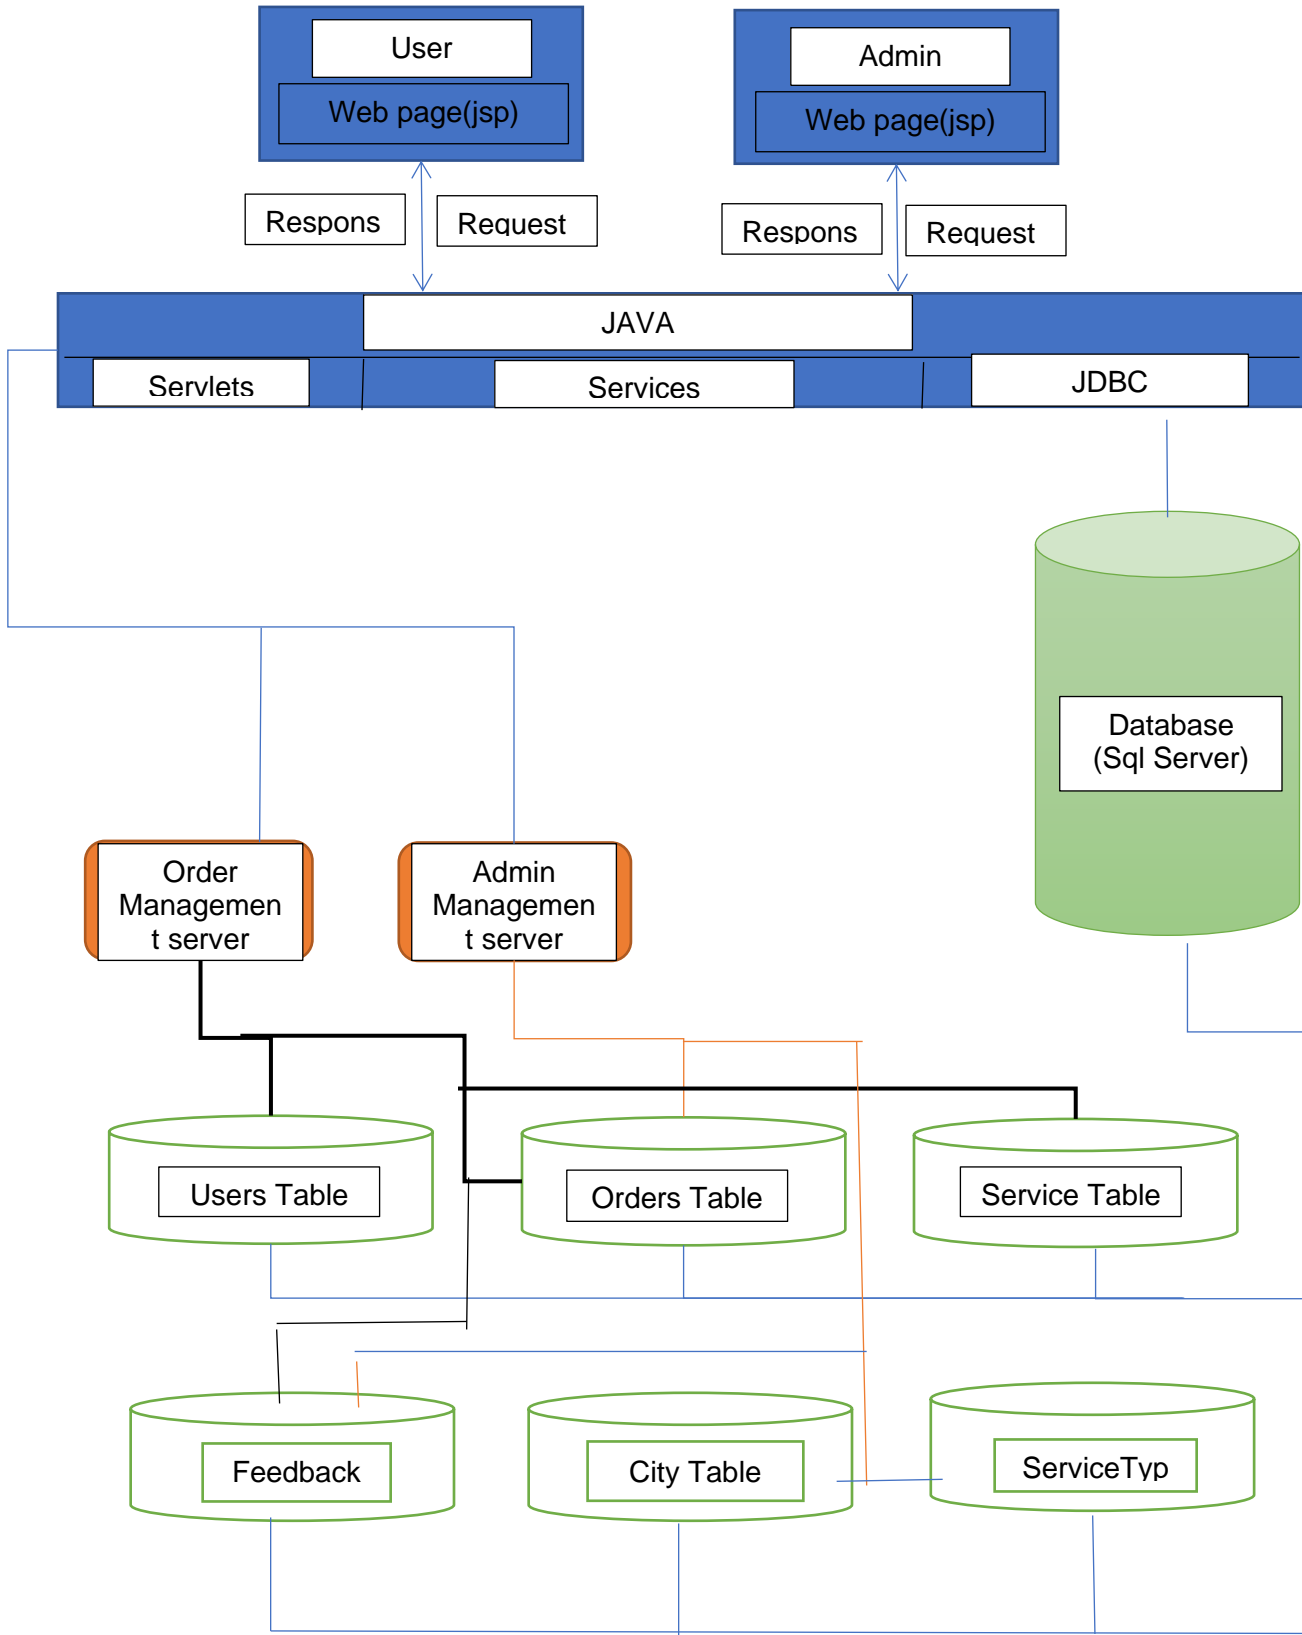 User
Web page(jsp)
Admin
Web page(jsp)
Respons
Request
Respons
Request
JAVA
Servlets
Services
JDBC
Database
(Sql Server)
Order
Managemen
t server
Admin
Managemen
t server
Users Table
Orders Table
Service Table
Feedback
City Table
ServiceTyp